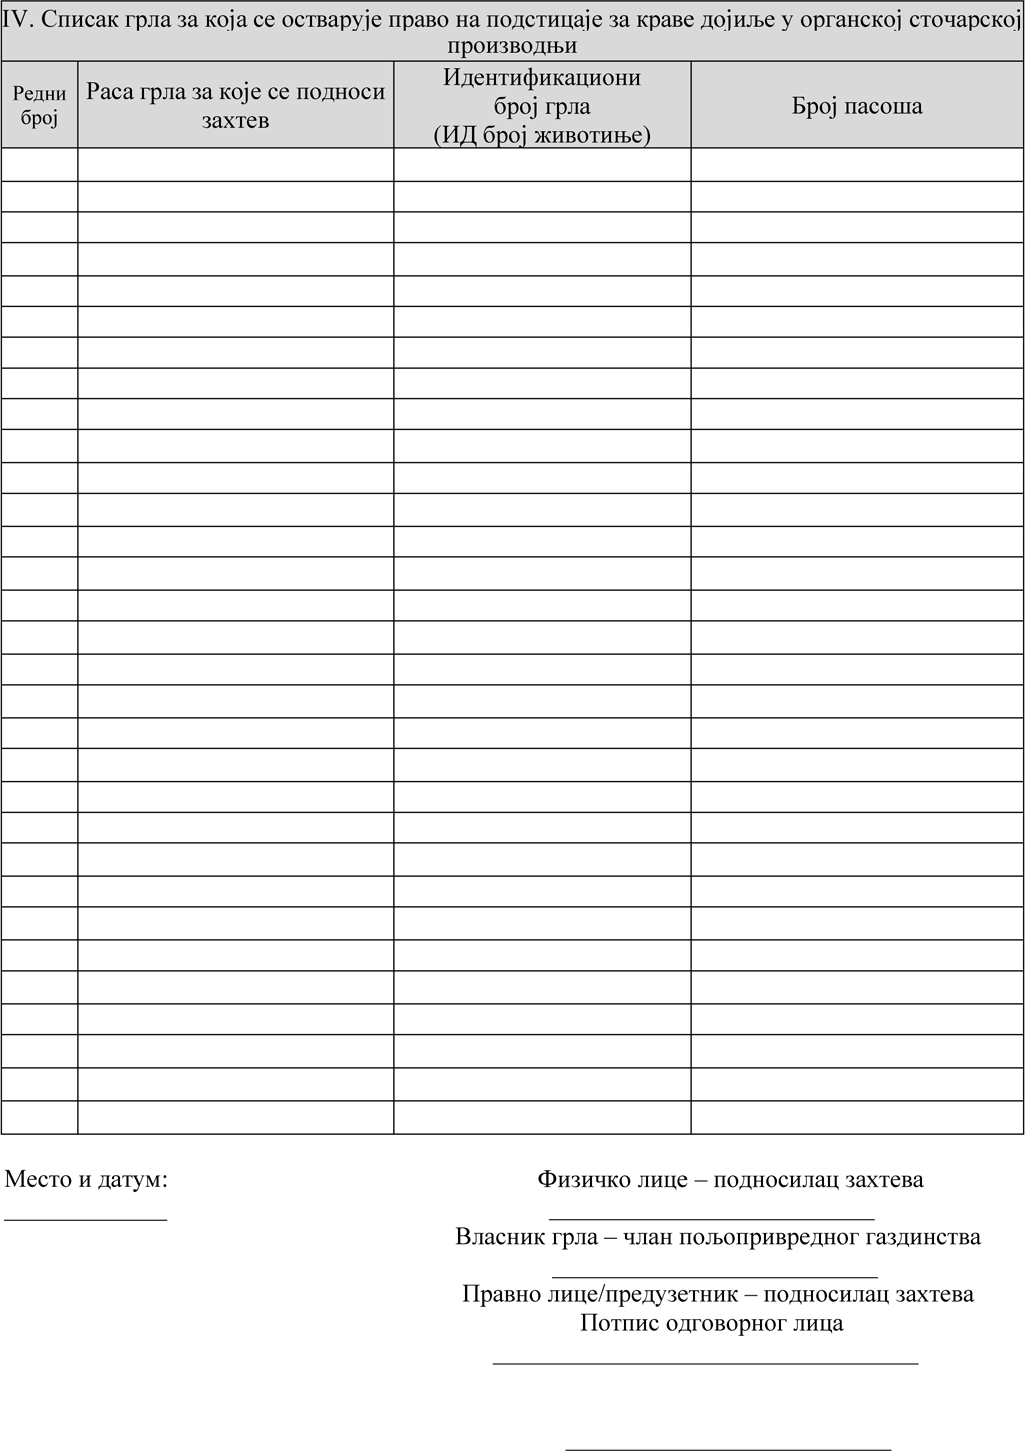 IV. Списак грла за која се остварује право на подстицаје за краве дојиље у органској сточарској
производњи
Редни
број
Раса грла за које се подноси
захтев
Идентификациони
број грла
(ИД број животиње)
Број пасоша
Место и датум:
Физичко лице – подносилац захтева
Власник грла – члан пољопривредног газдинства
Правно лице/предузетник – подносилац захтева
Потпис одговорног лица